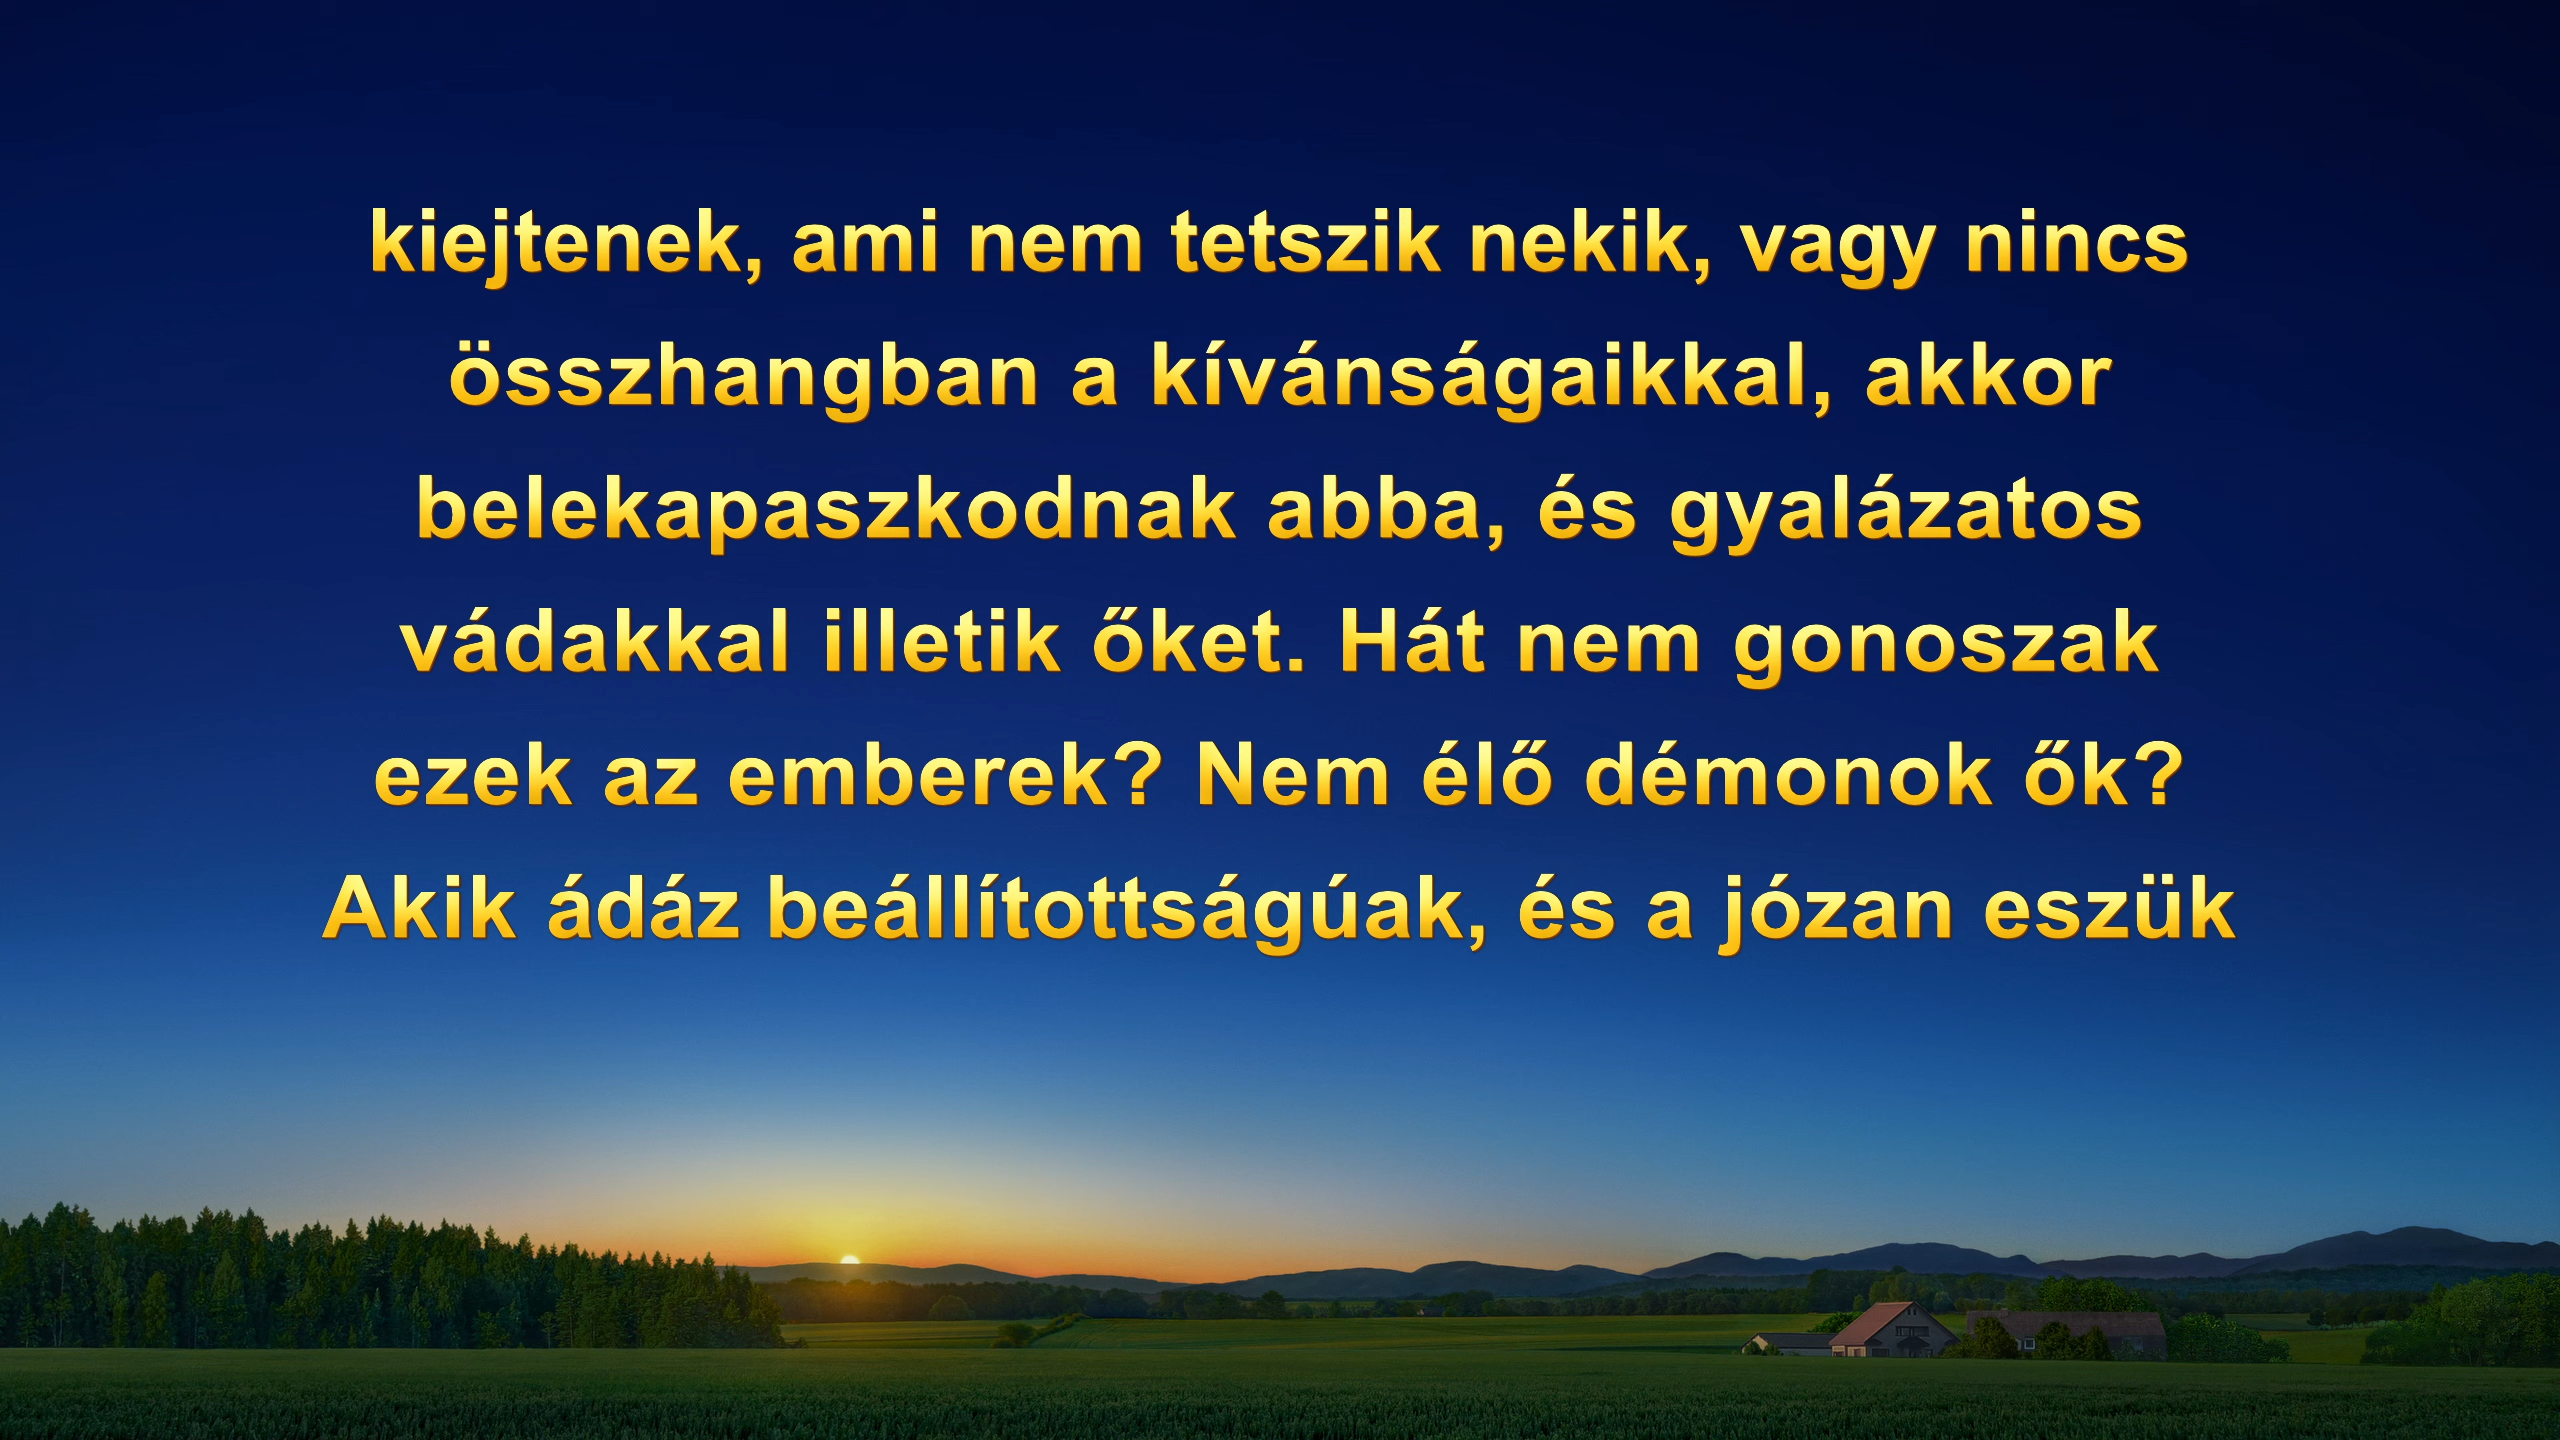 kiejtenek, ami nem tetszik nekik, vagy nincs
összhangban a kívánságaikkal, akkor
belekapaszkodnak abba, és gyalázatos
vádakkal illetik őket. Hát nem gonoszak
ezek az emberek? Nem élő démonok ők?
Akik ádáz beállítottságúak, és a józan eszük